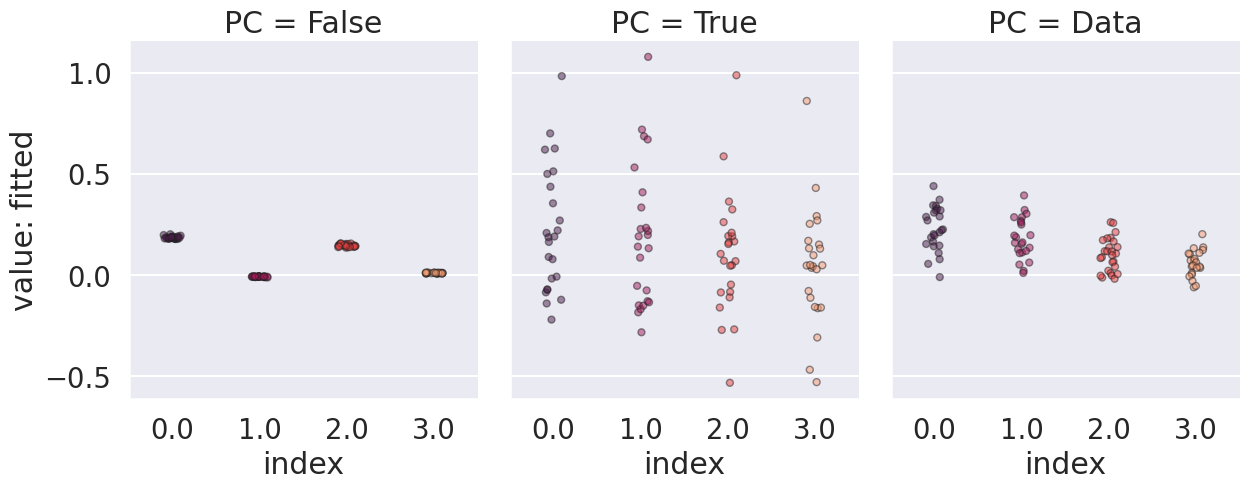 PC = False PC = True PC = Data
value: fitted
1.0
0.5
0.0
−0.5
0.0 1.0 2.0 3.0 0.0 1.0 2.0 3.0 0.0 1.0 2.0 3.0
index index index